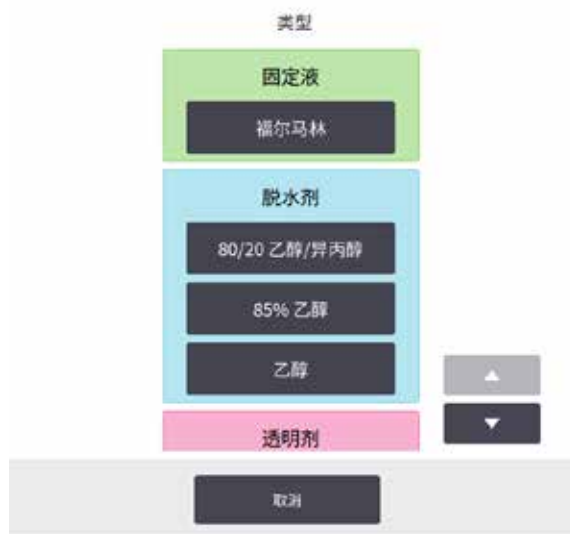 类型
固定液
福尔马林
脱水剂
80/20 乙醇/异丙醇
85% 乙醇
乙醇
透明剂
取消